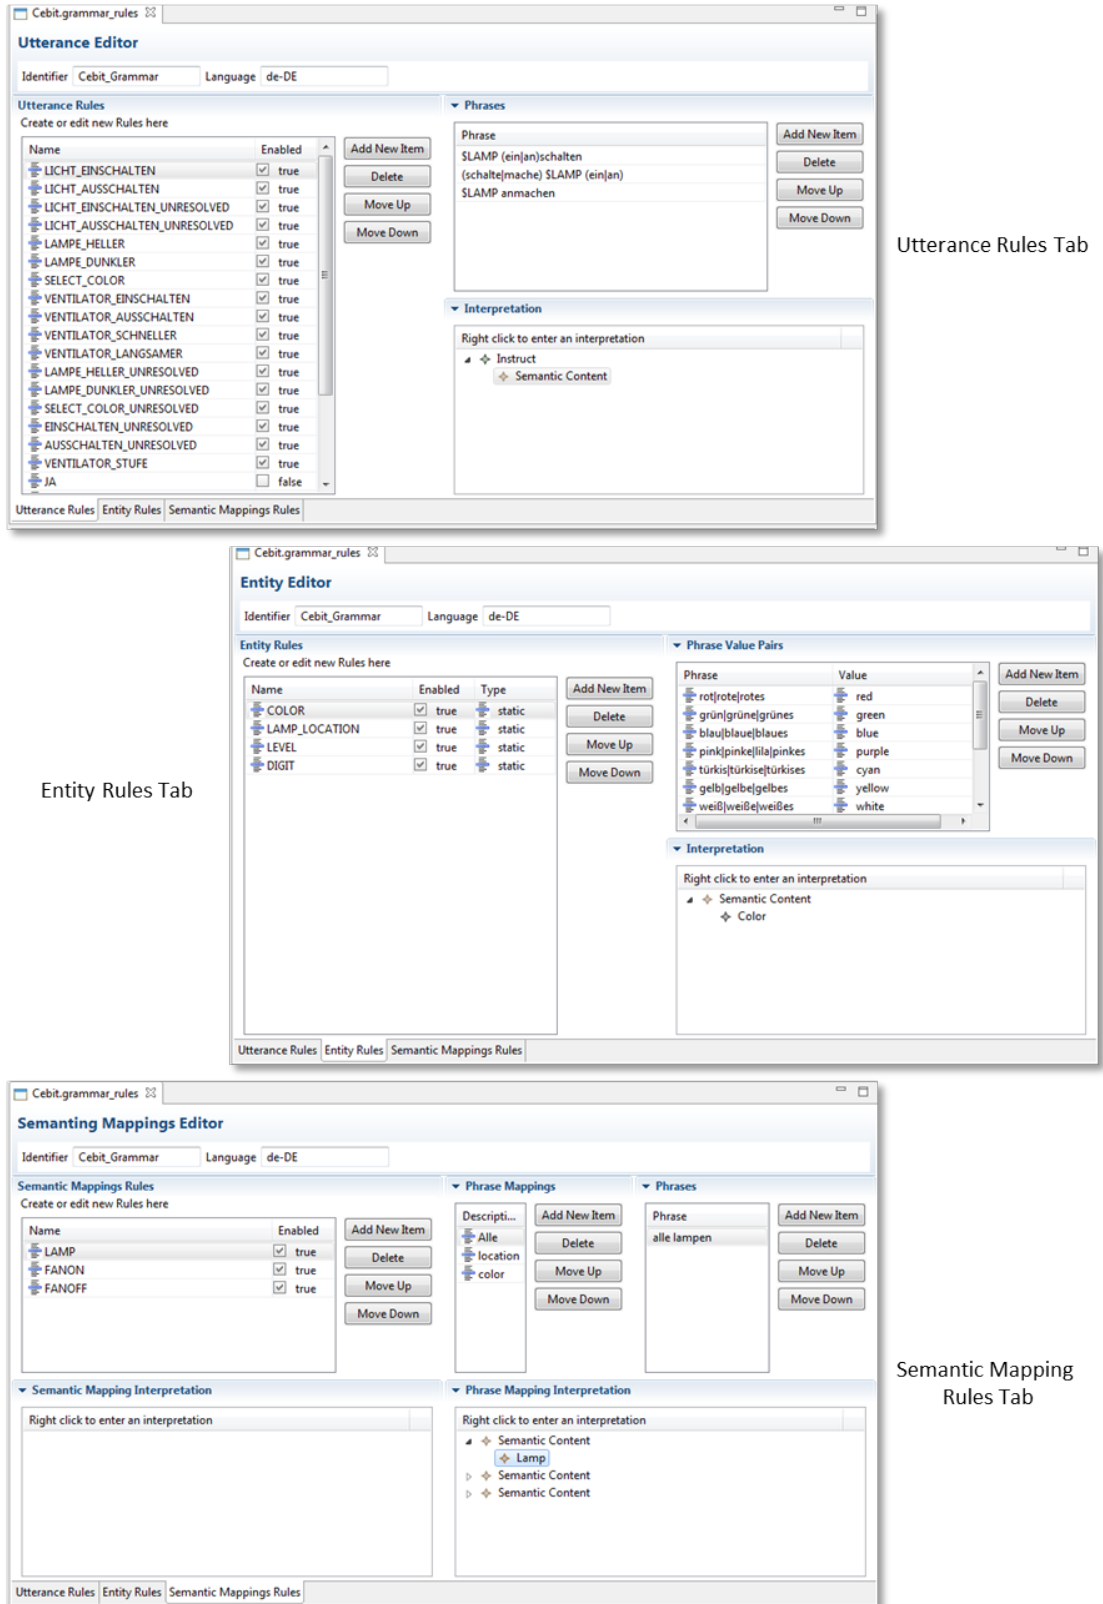 Cebit.grammar_rules
Utterance Editor
Identifier Cebit_Grammar Language de-DE
Utterance Rules
Create or edit new Rules here
Name Enabled
LICHT_EINSCHALTEN true
LICHT_AUSSCHALTEN true
LICHT_EINSCHALTEN_UNRESOLVED true
LICHT_AUSSCHALTEN_UNRESOLVED true
LAMPE_HELLER true
LAMPE_DUNKLER true
SELECT_COLOR true
VENTILATOR_EINSCHALTEN true
VENTILATOR_AUSSCHALTEN true
VENTILATOR_SCHNELLER true
VENTILATOR_LANGSAMER true
LAMPE_HELLER_UNRESOLVED true
LAMPE_DUNKLER_UNRESOLVED true
SELECT_COLOR_UNRESOLVED true
EINSCHALTEN_UNRESOLVED true
AUSSCHALTEN_UNRESOLVED true
VENTILATOR_STUFE true
JA false
Add New Item
Delete
Move Up
Move Down
Phrases
Phrase
$LAMP (ein|an)schalten
(schalte|mache) $LAMP (ein|an)
$LAMP anmachen
Add New Item
Delete
Move Up
Move Down
Interpretation
Right click to enter an interpretation
Instruct
Semantic Content
Utterance Rules Entity Rules Semantic Mappings Rules
Utterance Rules Tab
Cebit.grammar_rules
Entity Editor
Identifier Cebit_Grammar Language de-DE
Entity Rules
Create or edit new Rules here
Name Enabled Type
COLOR true static
LAMP_LOCATION true static
LEVEL true static
DIGIT true static
Add New Item
Delete
Move Up
Move Down
Phrase Value Pairs
Phrase Value
rot|rote|rotes red
grün|grüne|grünes green
blau|blaue|blaues blue
pink|pinke|lila|pinkes purple
türkis|türkise|türkises cyan
gelb|gelbe|gelbes yellow
weiß|weiße|weißes white
Add New Item
Delete
Move Up
Move Down
Interpretation
Right click to enter an interpretation
Semantic Content
Color
Utterance Rules Entity Rules Semantic Mappings Rules
Entity Rules Tab
Cebit.grammar_rules
Semanting Mappings Editor
Identifier Cebit_Grammar Language de-DE
Semantic Mappings Rules
Create or edit new Rules here
Name Enabled
LAMP true
FANON true
FANOFF true
Add New Item
Delete
Move Up
Move Down
Phrase Mappings
Descripti...
Alle
location
color
Add New Item
Delete
Move Up
Move Down
Phrases
Phrase
alle lampen
Add New Item
Delete
Move Up
Move Down
Semantic Mapping Interpretation
Right click to enter an interpretation
Phrase Mapping Interpretation
Right click to enter an interpretation
Semantic Content
Lamp
Semantic Content
Semantic Content
Utterance Rules Entity Rules Semantic Mappings Rules
Semantic Mapping
Rules Tab